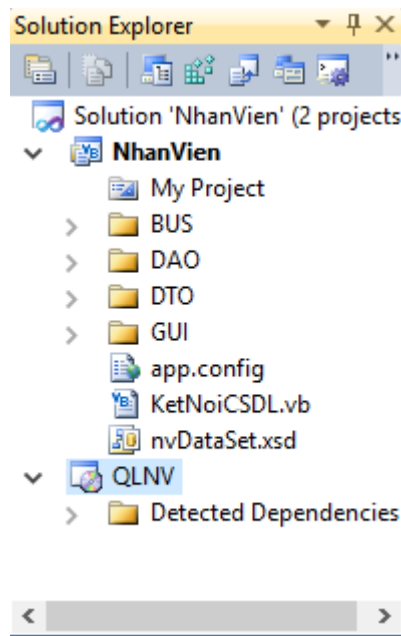 Solution Explorer
Solution 'NhanVien' (2 projects
NhanVien
My Project
BUS
DAO
DTO
GUI
app.config
KetNoiCSDL.vb
nvDataSet.xsd
QLNV
Detected Dependencies